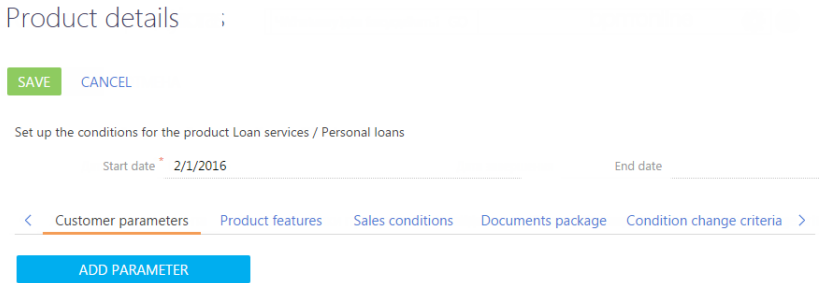 Product details
SAVE CANCEL
Set up the conditions for the product Loan services / Personal loans
Start date * 2/1/2016 End date
< Customer parameters Product features Sales conditions Documents package Condition change criteria >
ADD PARAMETER